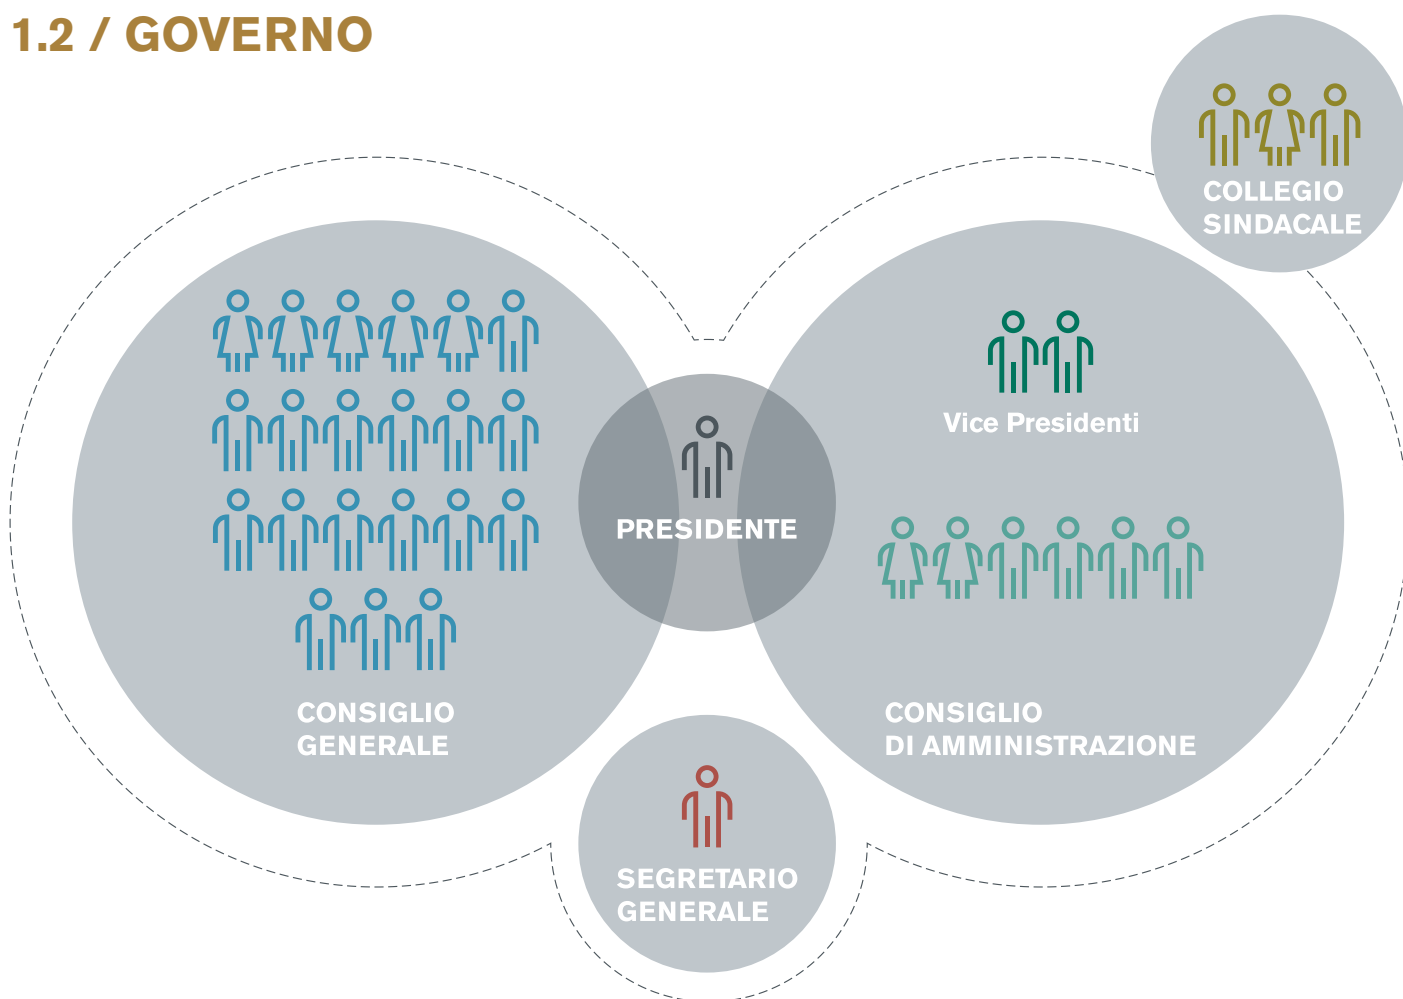 1.2 / GOVERNO
COLLEGIO
SINDACALE
Vice Presidenti
PRESIDENTE
CONSIGLIO
GENERALE
CONSIGLIO
DI AMMINISTRAZIONE
SEGRETARIO
GENERALE